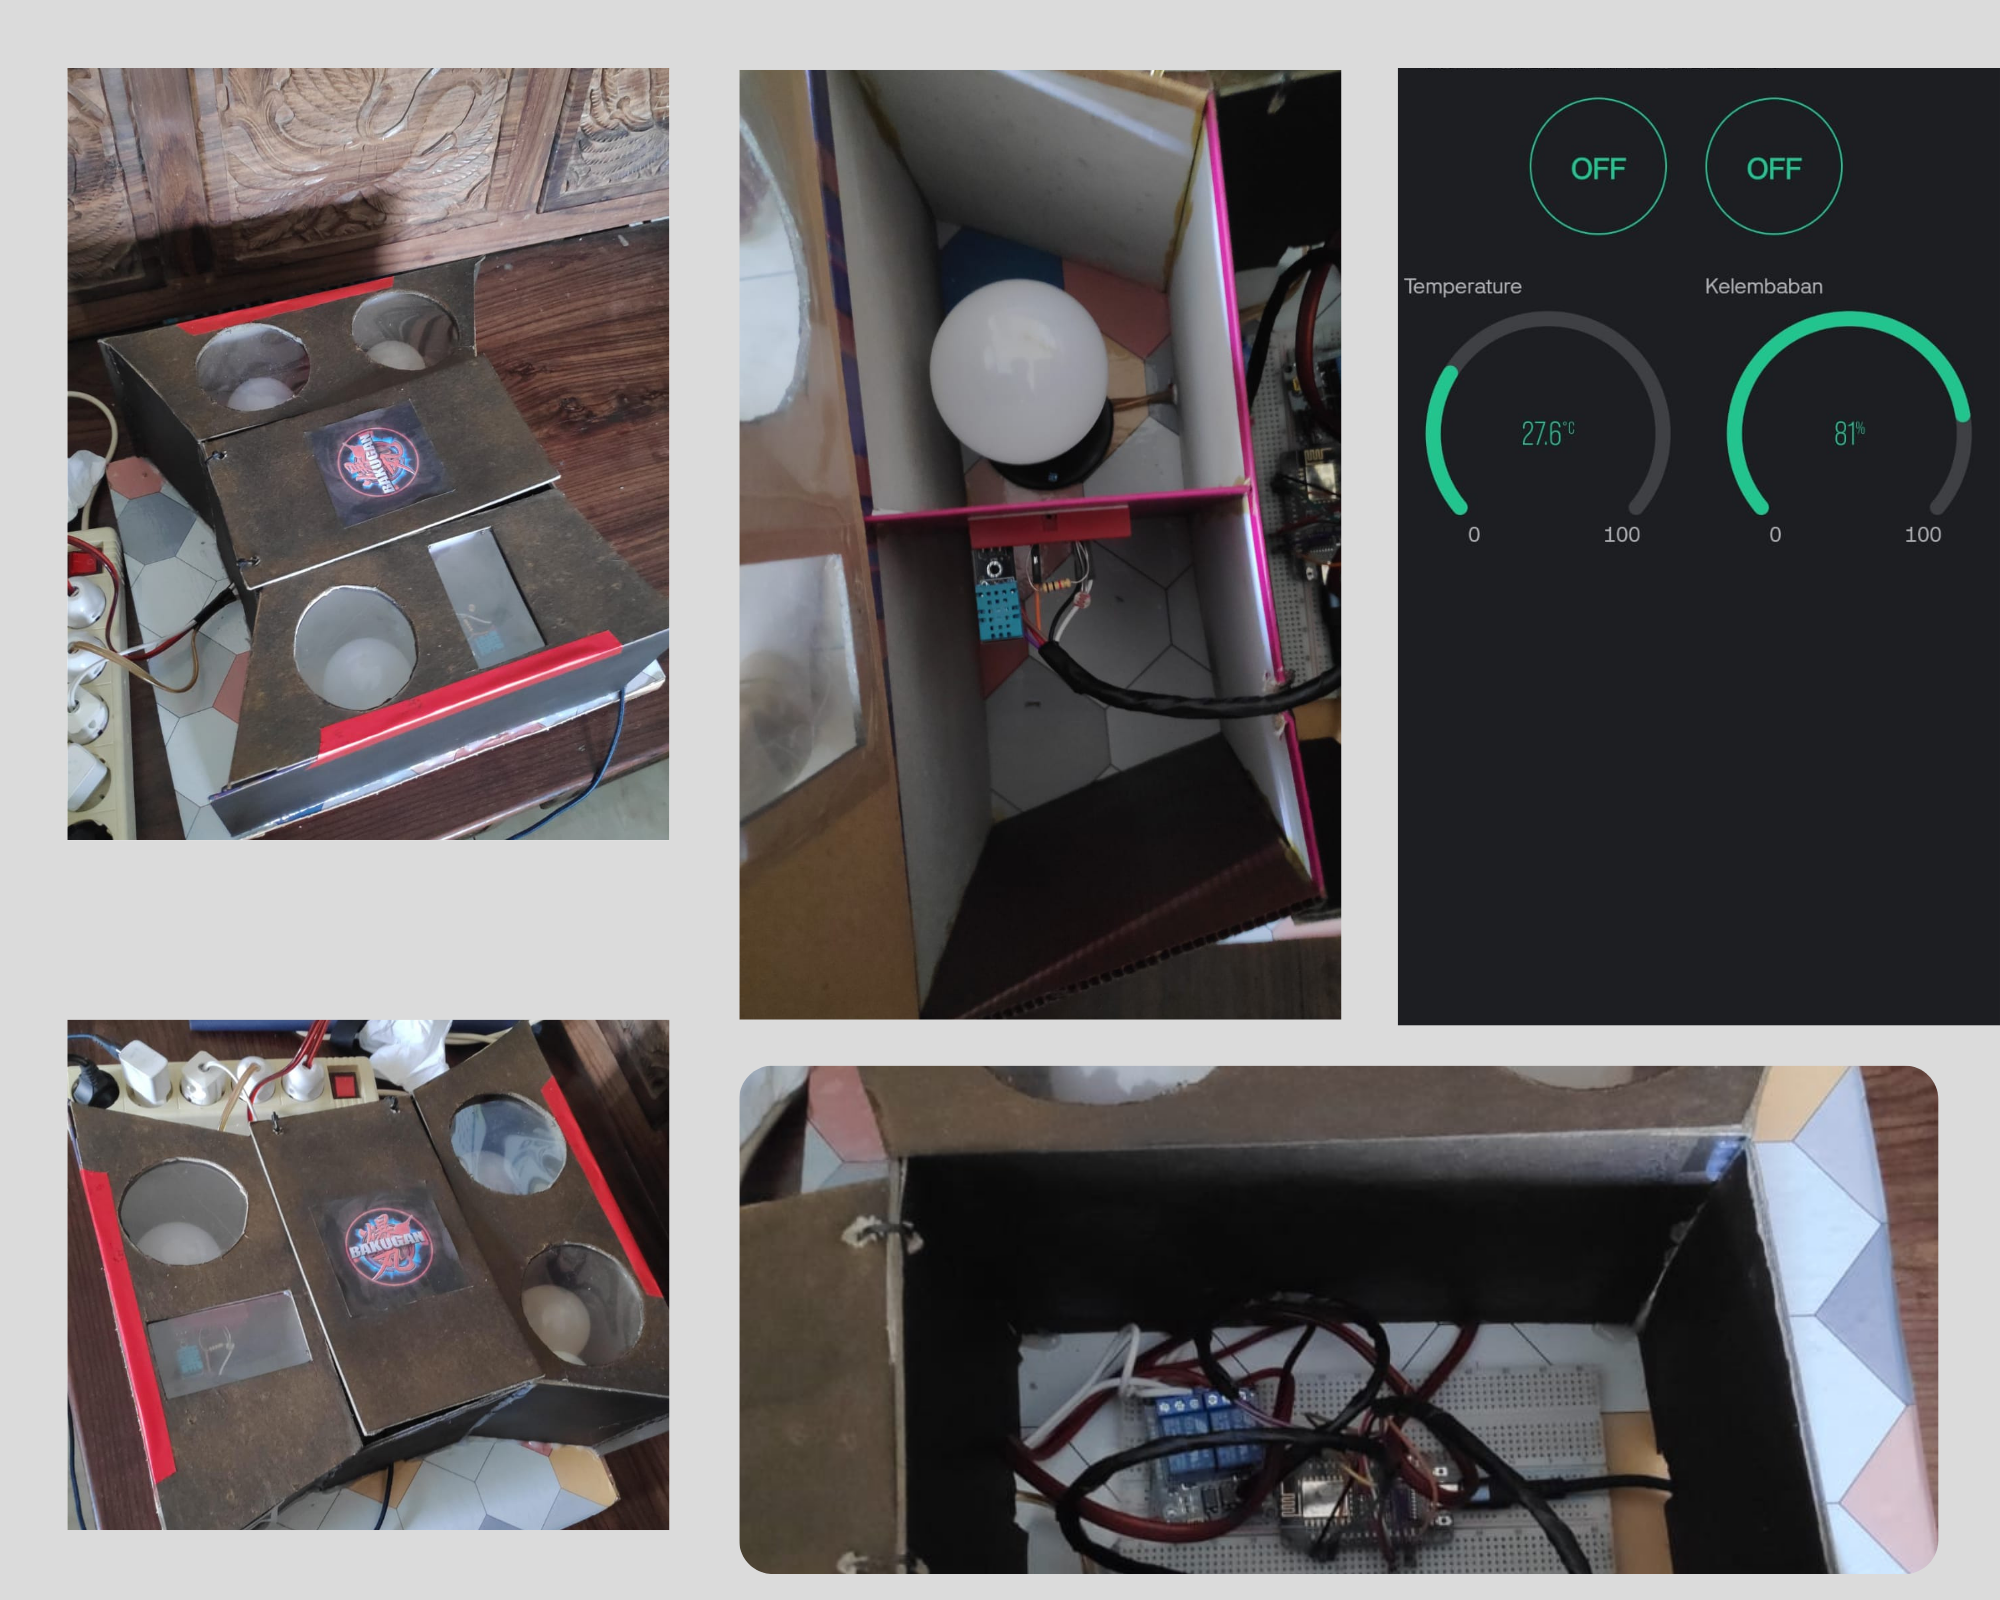 OFF
OFF
Temperature
Kelembaban
27.6°C
81%
0
100
0
100
BAKUGAN
BAKUGAN